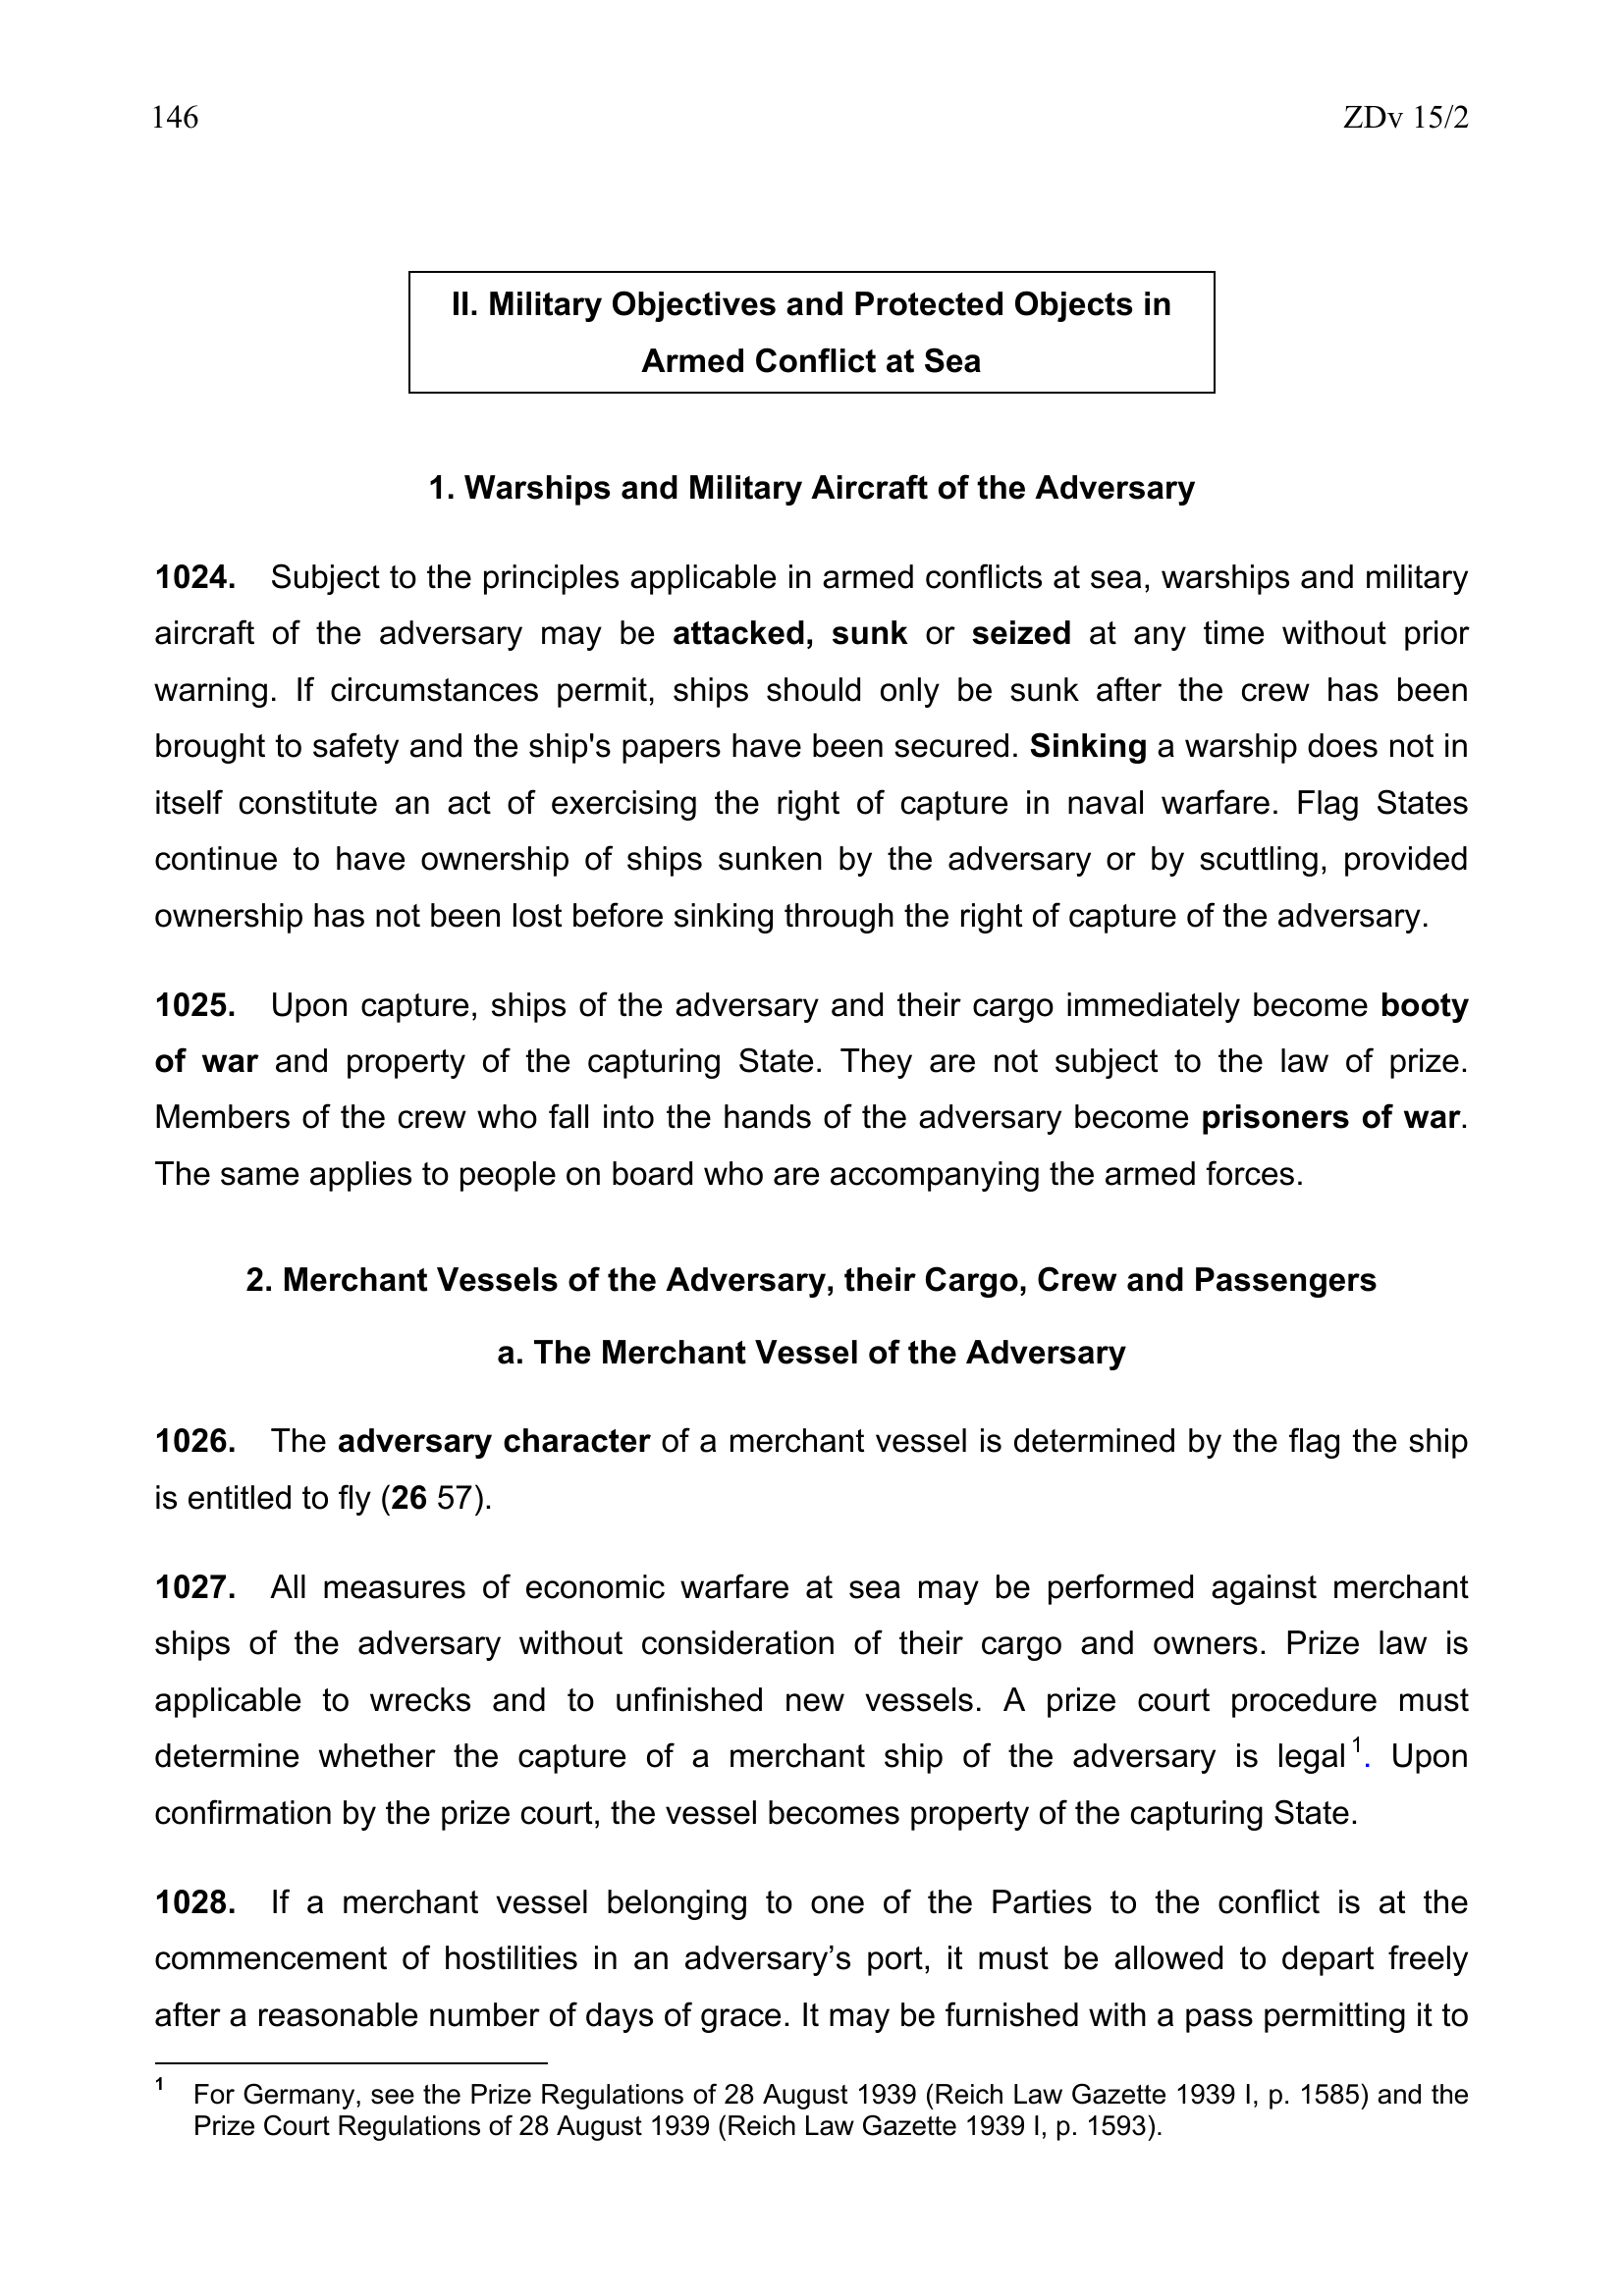 146 ZDv 15/2
II. Military Objectives and Protected Objects in
Armed Conflict at Sea
1. Warships and Military Aircraft of the Adversary
1024. Subject to the principles applicable in armed conflicts at sea, warships and military
aircraft of the adversary may be attacked, sunk or seized at any time without prior
warning. If circumstances permit, ships should only be sunk after the crew has been
brought to safety and the ship's papers have been secured. Sinking a warship does not in
itself constitute an act of exercising the right of capture in naval warfare. Flag States
continue to have ownership of ships sunken by the adversary or by scuttling, provided
ownership has not been lost before sinking through the right of capture of the adversary.
1025. Upon capture, ships of the adversary and their cargo immediately become booty
of war and property of the capturing State. They are not subject to the law of prize.
Members of the crew who fall into the hands of the adversary become prisoners of war.
The same applies to people on board who are accompanying the armed forces.
2. Merchant Vessels of the Adversary, their Cargo, Crew and Passengers
a. The Merchant Vessel of the Adversary
1026. The adversary character of a merchant vessel is determined by the flag the ship
is entitled to fly (26 57).
1027. All measures of economic warfare at sea may be performed against merchant
ships of the adversary without consideration of their cargo and owners. Prize law is
applicable to wrecks and to unfinished new vessels. A prize court procedure must
determine whether the capture of a merchant ship of the adversary is legal 1. Upon
confirmation by the prize court, the vessel becomes property of the capturing State.
1028. If a merchant vessel belonging to one of the Parties to the conflict is at the
commencement of hostilities in an adversary’s port, it must be allowed to depart freely
after a reasonable number of days of grace. It may be furnished with a pass permitting it to
1 For Germany, see the Prize Regulations of 28 August 1939 (Reich Law Gazette 1939 I, p. 1585) and the
Prize Court Regulations of 28 August 1939 (Reich Law Gazette 1939 I, p. 1593).